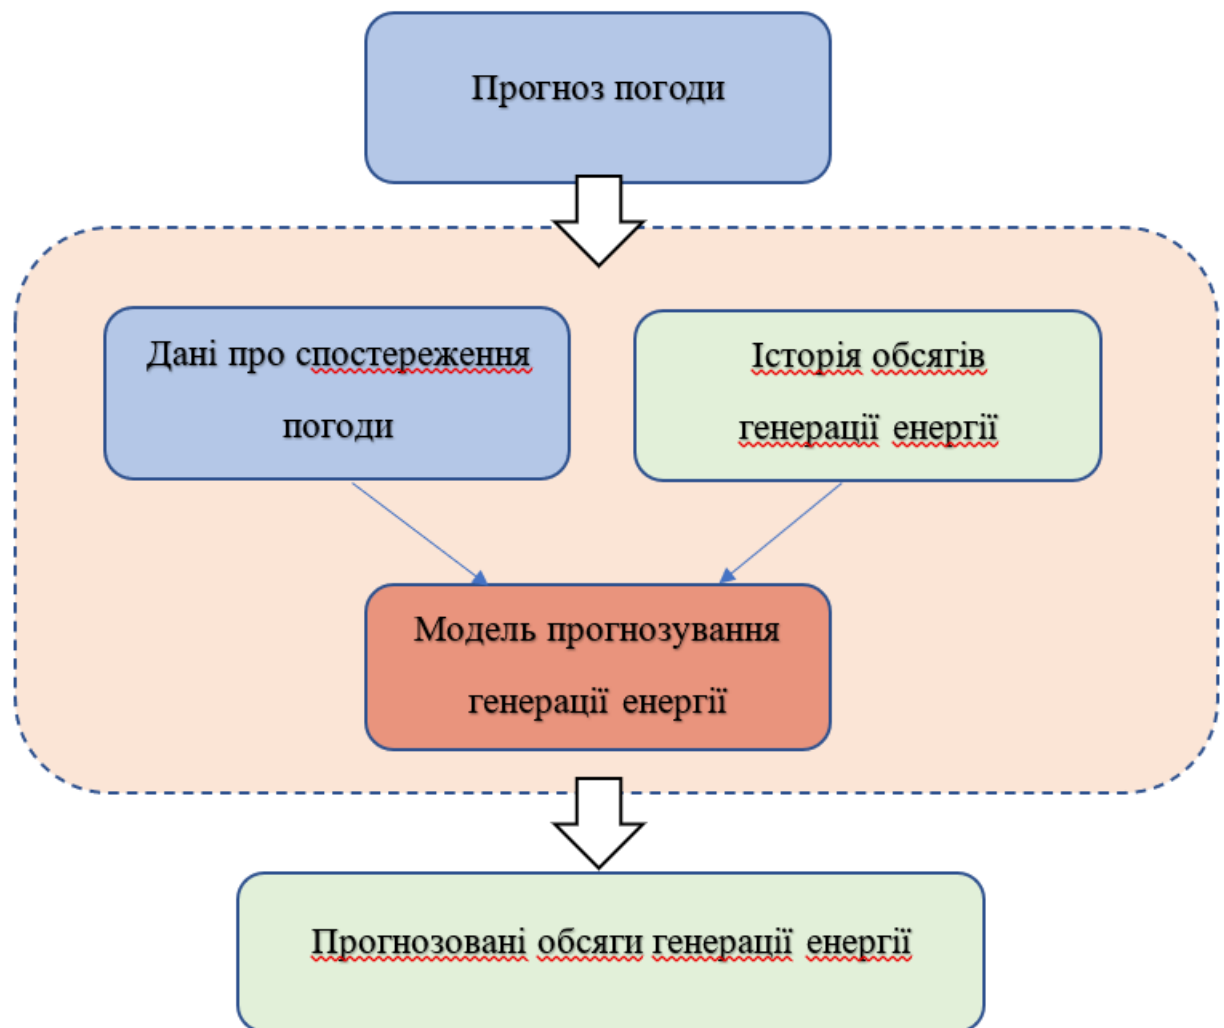 Прогноз погоди
Дані про спостереження
погоди
Історія обсягів
генерації енергії
Модель прогнозування
генерації енергії
Прогнозовані обсяги генерації енергії